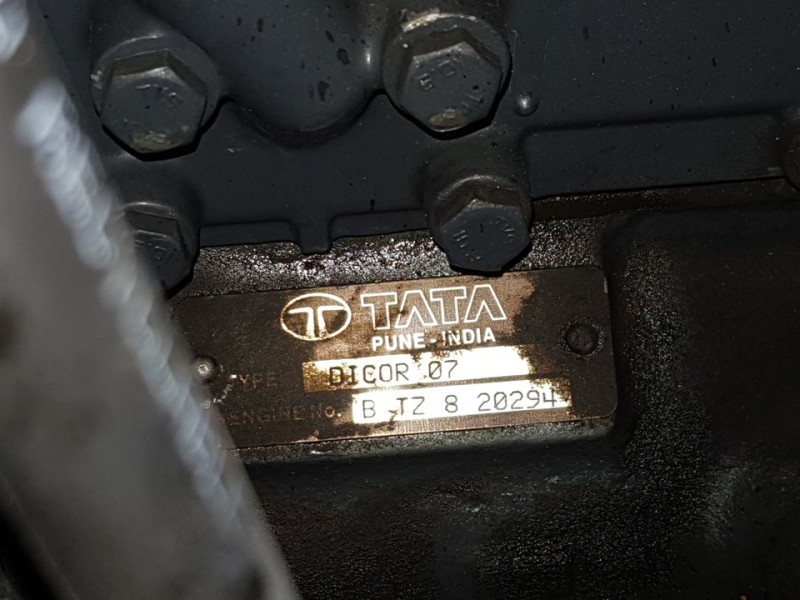 TATA
PUNE-INDIA
TYPE DICOR 07
ENGINE No. B TZ 8 20294